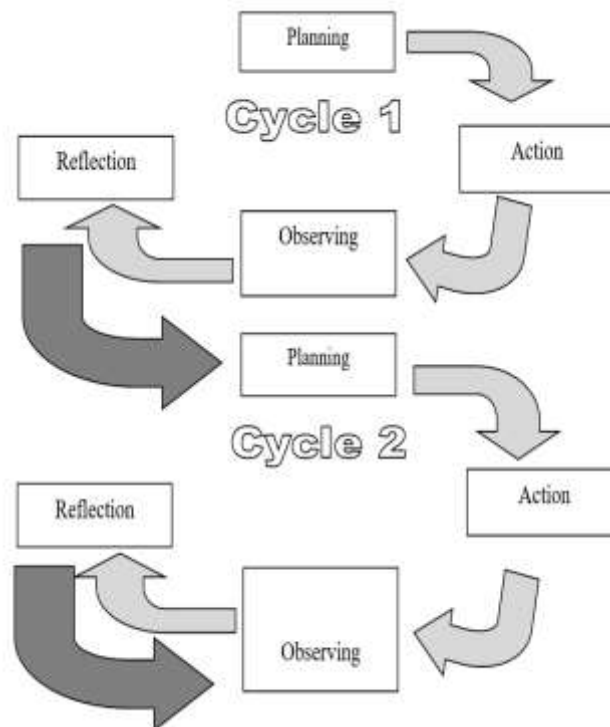 Planning
Cycle 1
Action
Reflection
Observing
Planning
Cycle 2
Action
Reflection
Observing